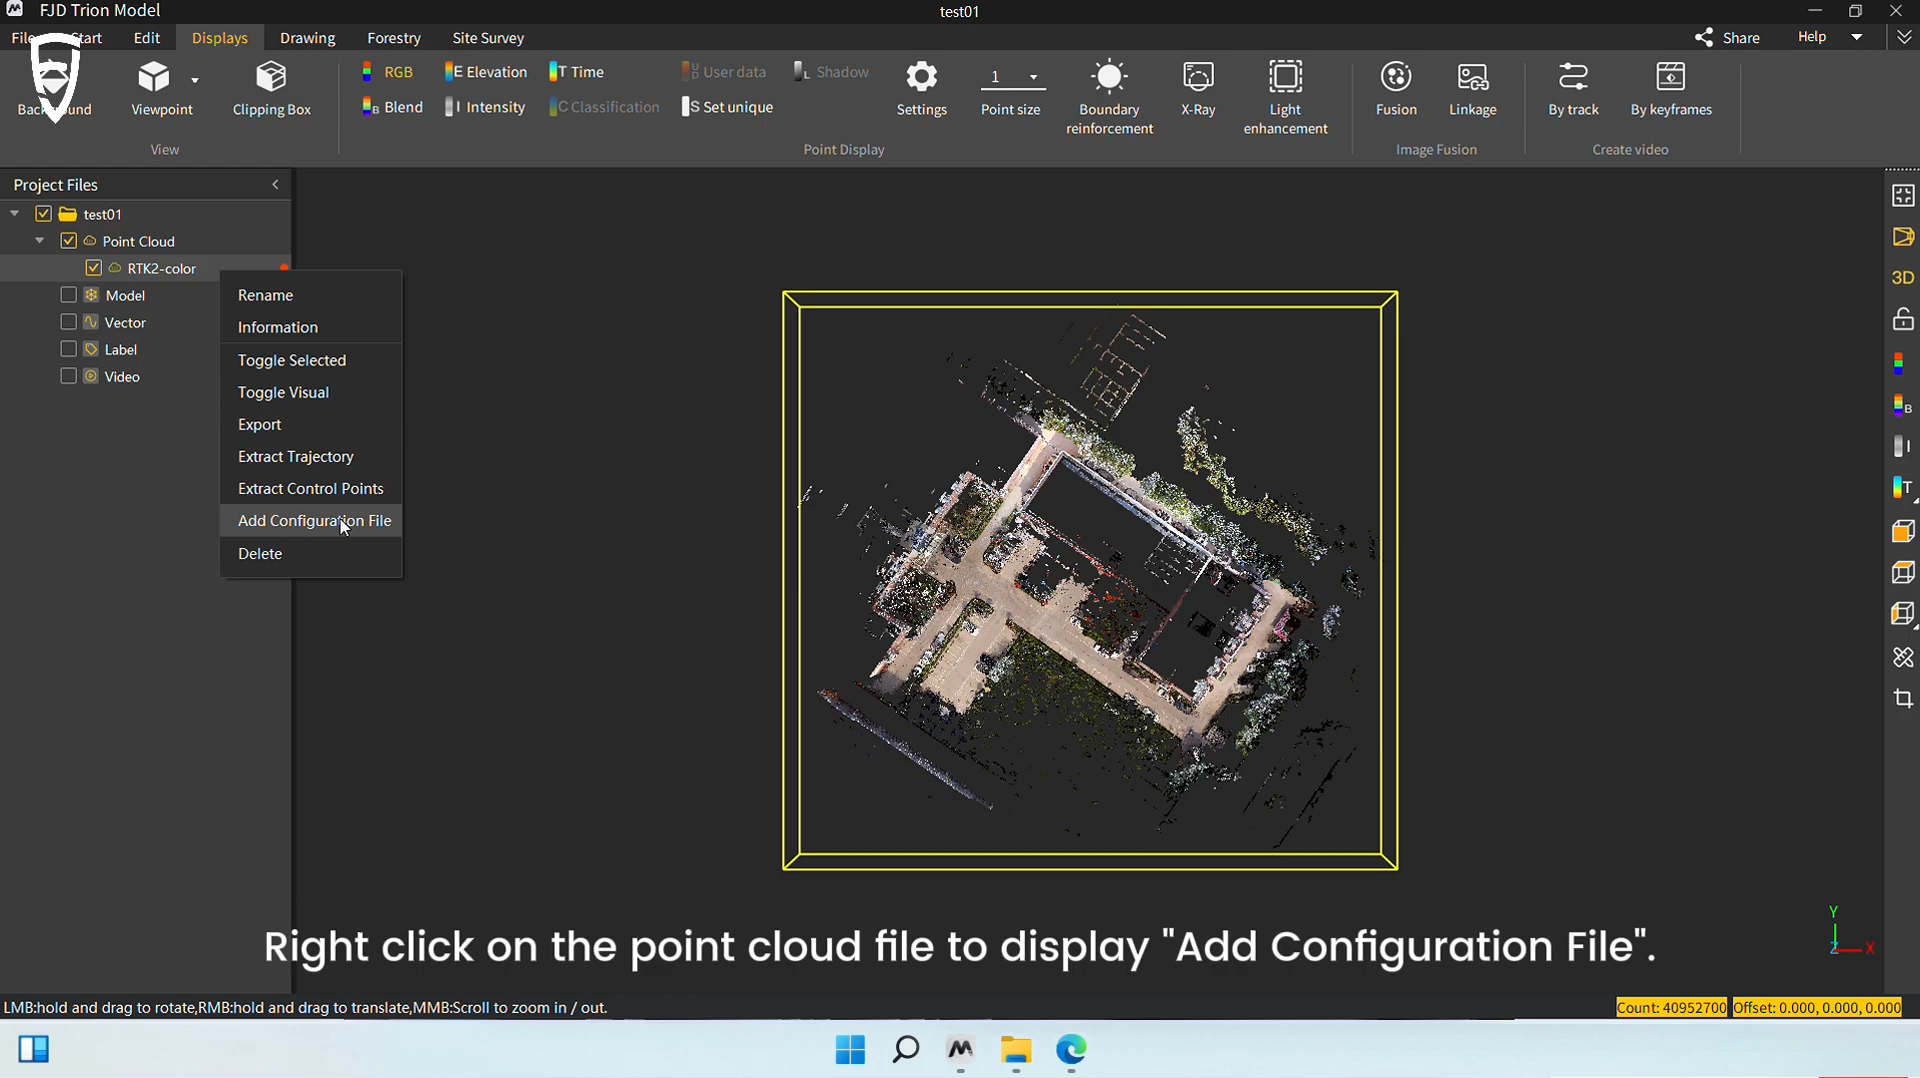 FJD Trion Model
test01
File
Start
Edit
Displays
Drawing
Forestry
Site Survey
Share
Help
Background
Viewpoint
Clipping Box
View
RGB
Elevation
Time
User data
Shadow
Blend
Intensity
Classification
Set unique
Settings
1
Point size
Boundary
reinforcement
X-Ray
Light
enhancement
Point Display
Fusion
Linkage
Image Fusion
By track
By keyframes
Create video
Project Files
test01
Point Cloud
RTK2-color
Model
Vector
Label
Video
Rename
Information
Toggle Selected
Toggle Visual
Export
Extract Trajectory
Extract Control Points
Add Configuration File
Delete
3D
B
I
T
Y
Z
X
Right click on the point cloud file to display "Add Configuration File".
LMB:hold and drag to rotate,RMB:hold and drag to translate,MMB:Scroll to zoom in / out.
Count: 40952700
Offset: 0.000, 0.000, 0.000